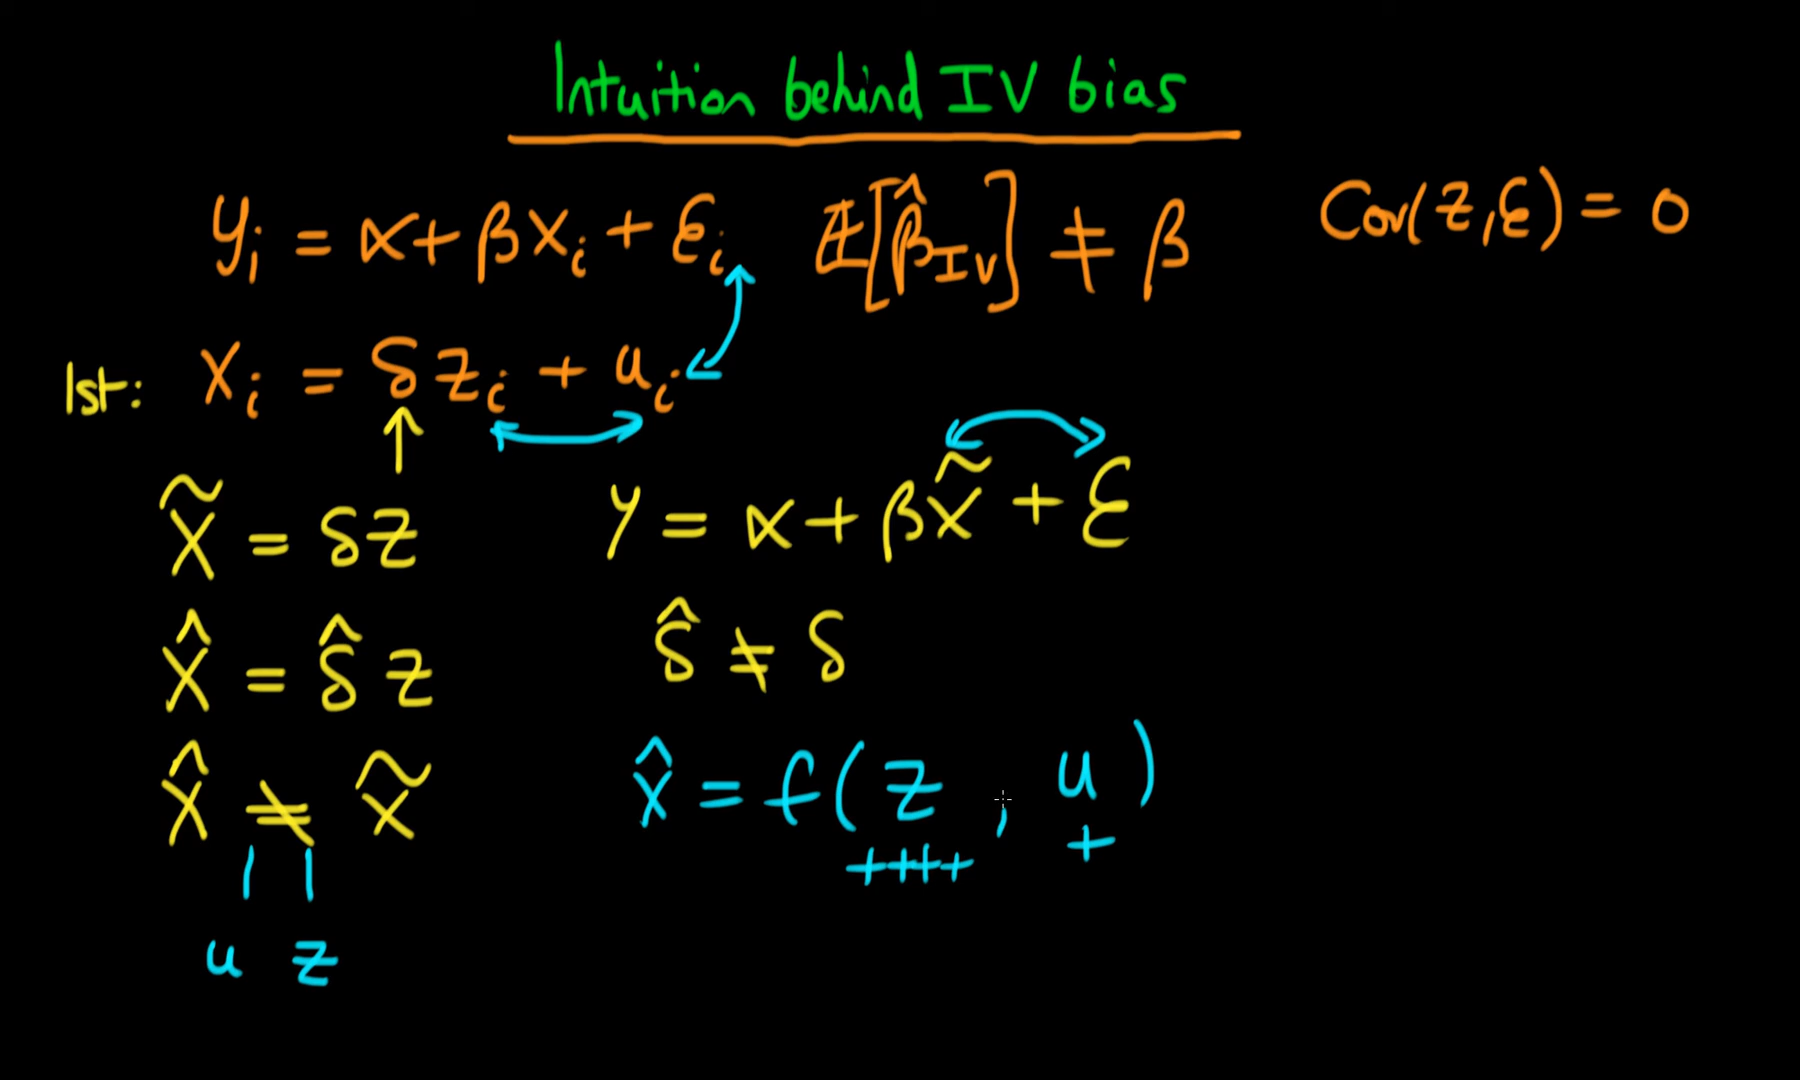 Intuition behind IV bias
yᵢ = α + βxᵢ + εᵢ   E[β̂_IV] ≠ β   Cov(z, ε) = 0
1st: xᵢ = δzᵢ + uᵢ
x̃ = δz   y = α + βx̃ + ε
x̂ = δ̂z   δ̂ ≠ δ
x̂ ≠ x̃   x̂ = f(z, u)
++++ +
u z